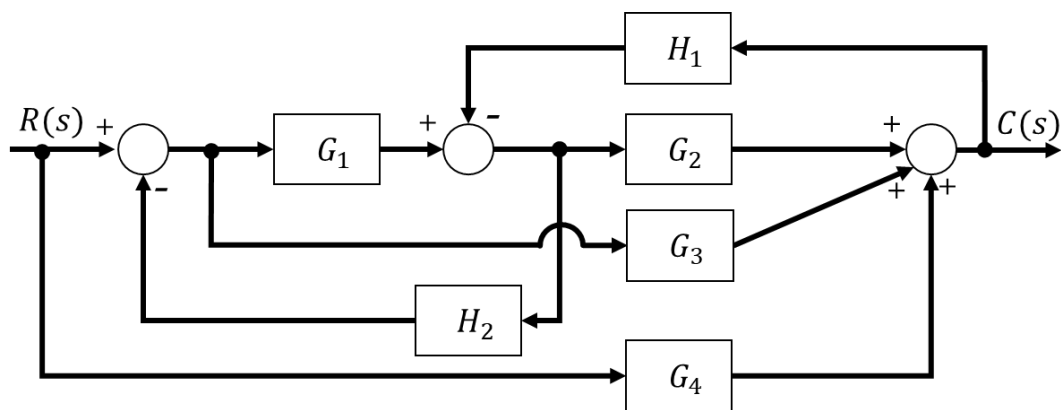 H₁
R(s) + + - + C(s)
G₁ G₂
- + +
G₃
H₂
G₄